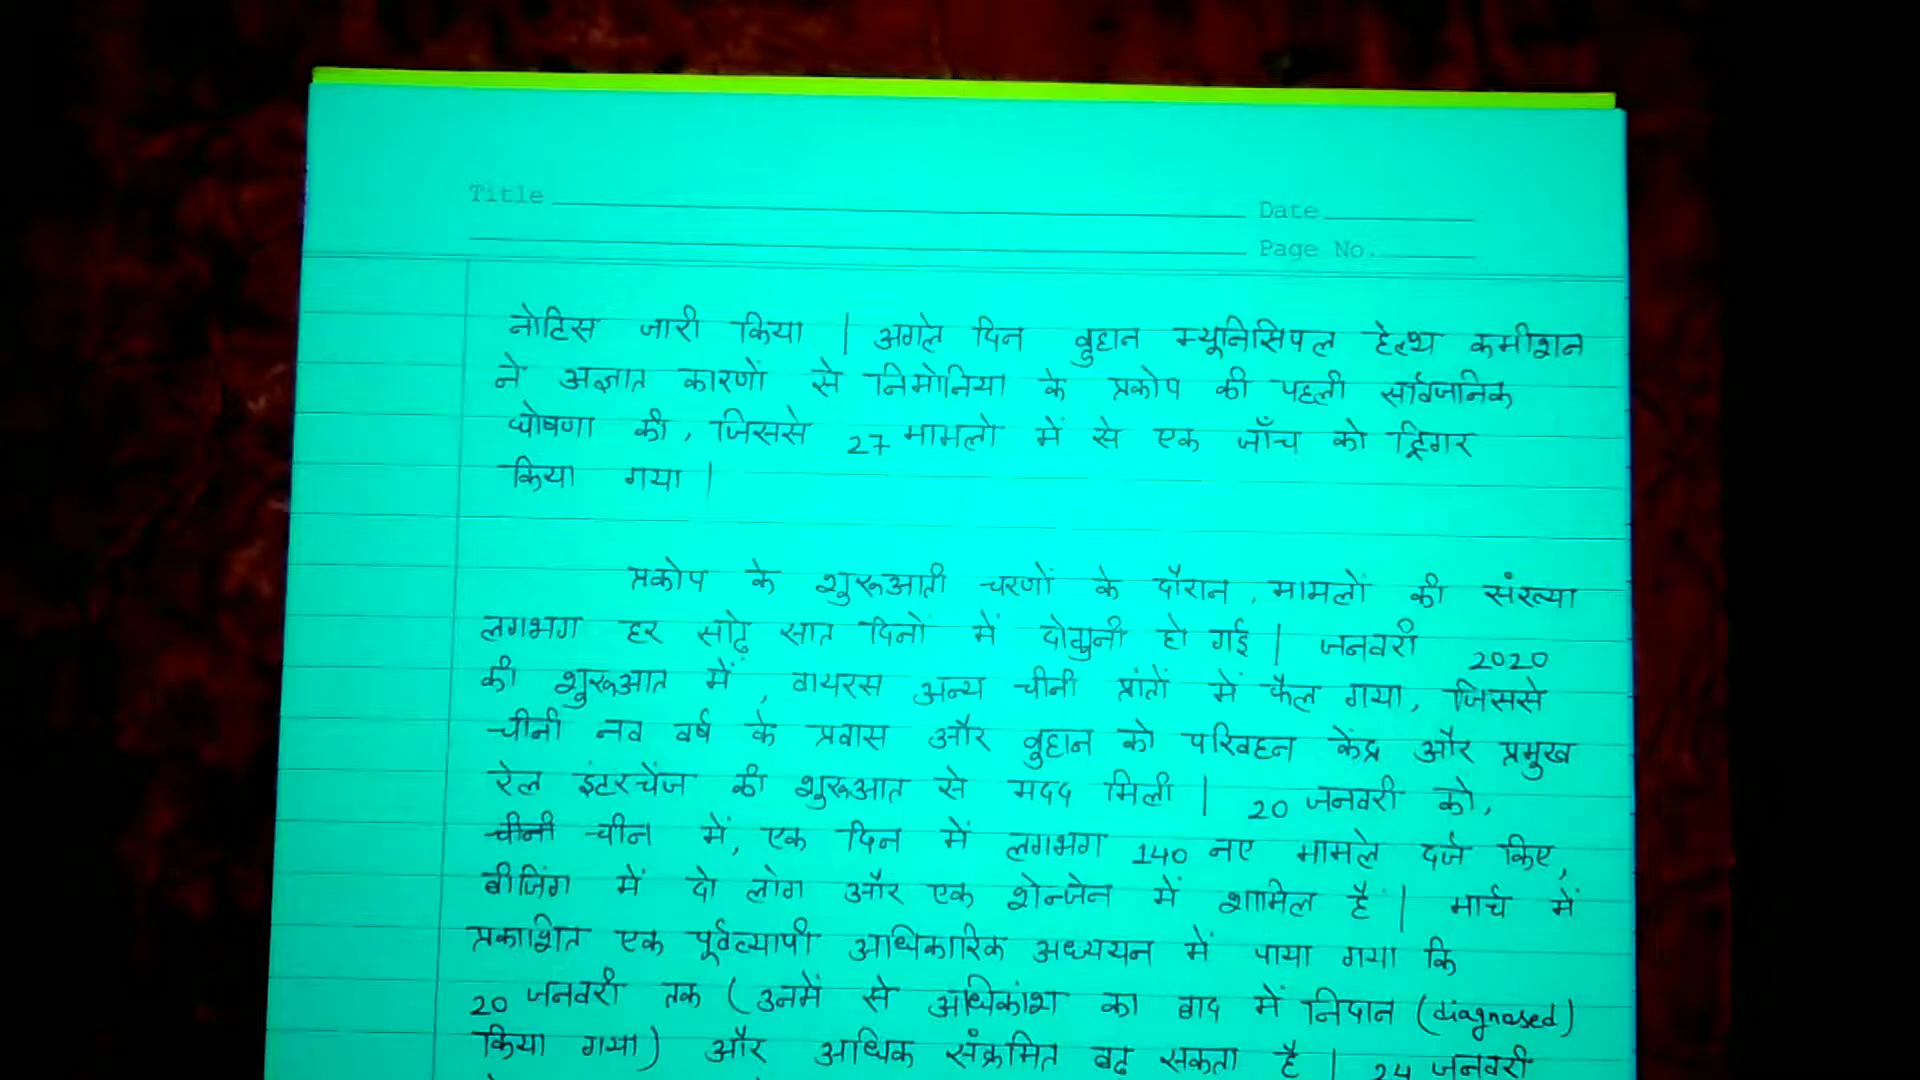 Title
Date
Page No.
नोटिस जारी किया | अगले दिन वुहान म्यूनिसिपल हेल्थ कमीशन
ने अज्ञात कारणों से निमोनिया के प्रकोप की पहली सार्वजनिक
घोषणा की, जिससे 27 मामलो में से एक जाँच को ट्रिगर
किया गया |
प्रकोप के शुरूआती चरणों के दौरान, मामलों की संख्या
लगभग हर साढ़े सात दिनों में दोगुनी हो गई | जनवरी 2020
की शुरूआत में, वायरस अन्य चीनी प्रांतों में फैल गया, जिससे
चीनी नव वर्ष के प्रवास और वुहान को परिवहन केंद्र और प्रमुख
रेल इंटरचेंज की शुरूआत से मदद मिली | 20 जनवरी को,
चीनी चीन में, एक दिन में लगभग 140 नए मामले दर्ज किए,
बीजिंग में दो लोग और एक शेन्जेन में शामिल है | मार्च में
प्रकाशित एक पूर्वव्यापी आधिकारिक अध्ययन में पाया गया कि
20 जनवरी तक (उनमें से अधिकांश का बाद में निदान (diagnosed)
किया गया) और अधिक संक्रमित बढ़ सकता है | 24 जनवरी